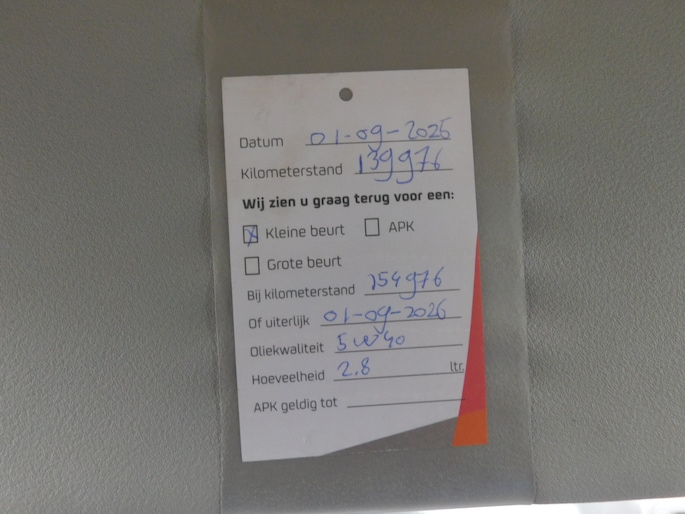 Datum 01-09-2025
Kilometerstand 139976
Wij zien u graag terug voor een:
Kleine beurt APK
Grote beurt
Bij kilometerstand 154976
Of uiterlijk 01-09-2026
Oliekwaliteit 5W40
Hoeveelheid 2.8 ltr.
APK geldig tot